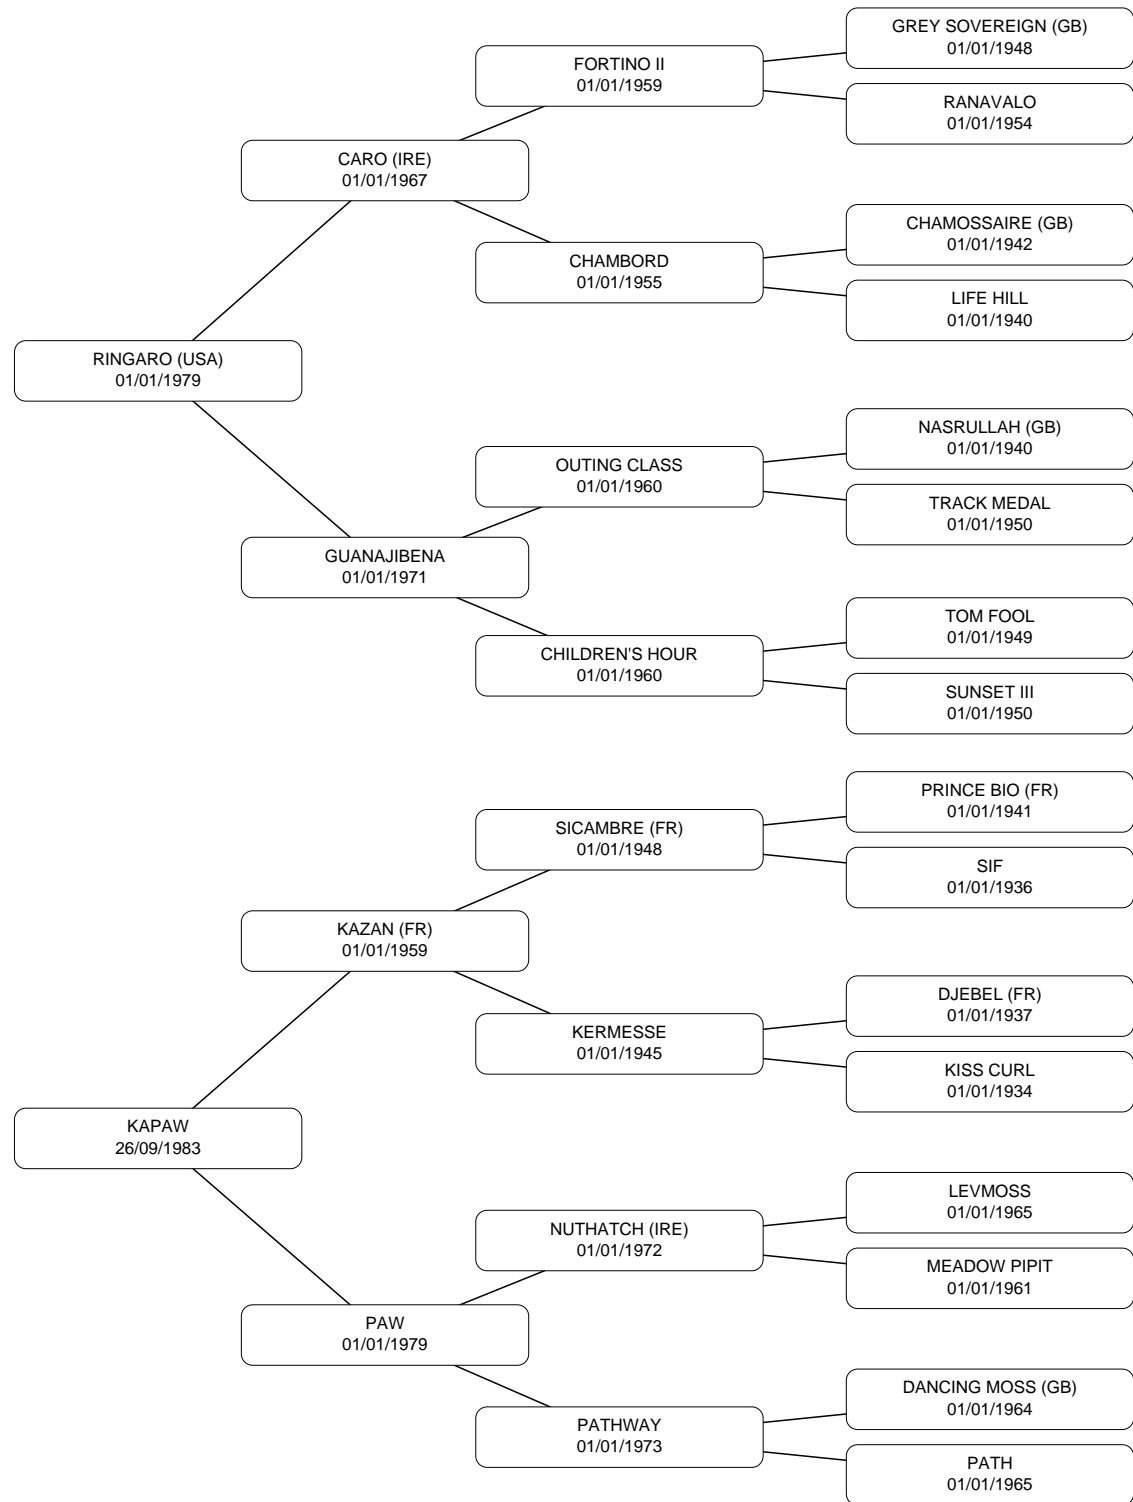 GREY SOVEREIGN (GB)
01/01/1948
FORTINO II
01/01/1959
RANAVALO
01/01/1954
CARO (IRE)
01/01/1967
CHAMOSSAIRE (GB)
01/01/1942
CHAMBORD
01/01/1955
LIFE HILL
01/01/1940
RINGARO (USA)
01/01/1979
NASRULLAH (GB)
01/01/1940
OUTING CLASS
01/01/1960
TRACK MEDAL
01/01/1950
GUANAJIBENA
01/01/1971
TOM FOOL
01/01/1949
CHILDREN'S HOUR
01/01/1960
SUNSET III
01/01/1950
PRINCE BIO (FR)
01/01/1941
SICAMBRE (FR)
01/01/1948
SIF
01/01/1936
KAZAN (FR)
01/01/1959
DJEBEL (FR)
01/01/1937
KERMESSE
01/01/1945
KISS CURL
01/01/1934
KAPAW
26/09/1983
LEVMOSS
01/01/1965
NUTHATCH (IRE)
01/01/1972
MEADOW PIPIT
01/01/1961
PAW
01/01/1979
DANCING MOSS (GB)
01/01/1964
PATHWAY
01/01/1973
PATH
01/01/1965